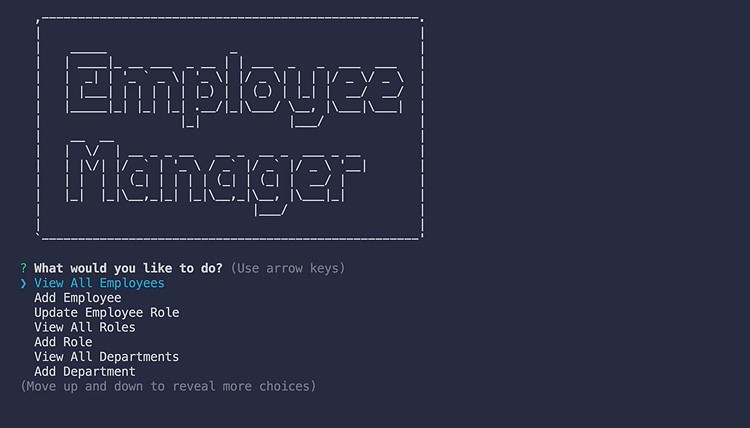 Employee
Manager
? What would you like to do? (Use arrow keys)
❯ View All Employees
Add Employee
Update Employee Role
View All Roles
Add Role
View All Departments
Add Department
(Move up and down to reveal more choices)